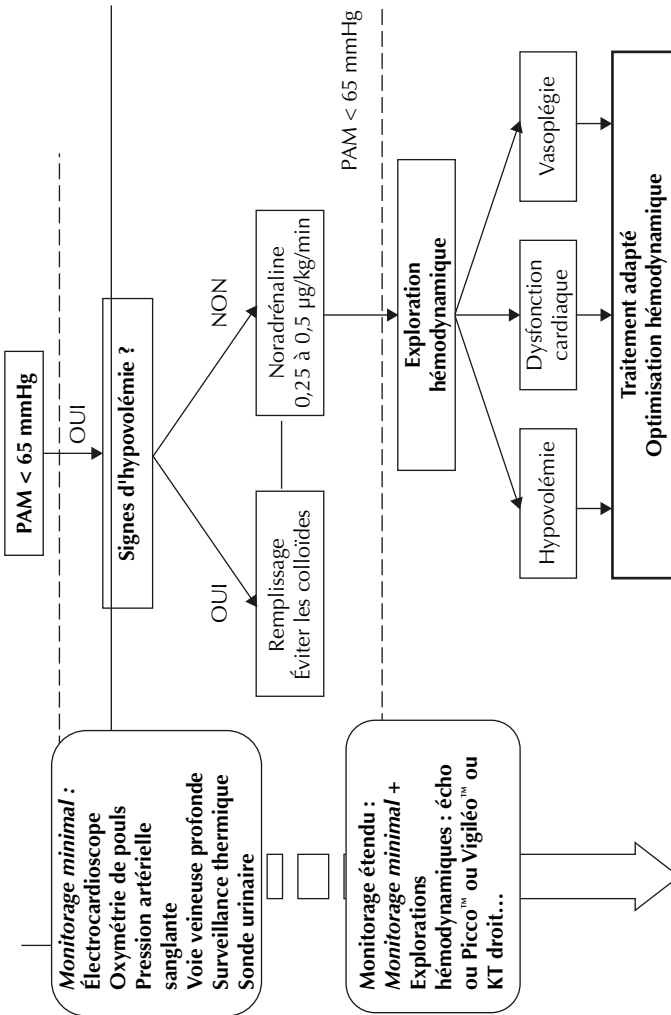 PAM < 65 mmHg
OUI
Signes d'hypovolémie ?
OUI
NON
Remplissage
Éviter les colloïdes
Noradrénaline
0,25 à 0,5 µg/kg/min
PAM < 65 mmHg
Exploration
hémodynamique
Hypovolémie
Dysfonction
cardiaque
Vasoplégie
Traitement adapté
Optimisation hémodynamique
Monitorage minimal :
Électrocardioscope
Oxymétrie de pouls
Pression artérielle
sanglante
Voie veineuse profonde
Surveillance thermique
Sonde urinaire
Monitorage étendu :
Monitorage minimal +
Explorations
hémodynamiques : écho
ou Picco™ ou Vigiléo™ ou
KT droit…